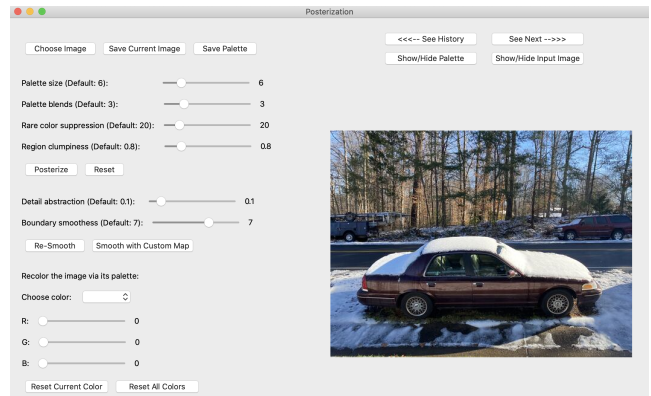 Posterization
Choose Image Save Current Image Save Palette
<<<-- See History See Next -->>>
Show/Hide Palette Show/Hide Input Image
Palette size (Default: 6): 6
Palette blends (Default: 3): 3
Rare color suppression (Default: 20): 20
Region clumpiness (Default: 0.8): 0.8
Posterize Reset
Detail abstraction (Default: 0.1): 0.1
Boundary smoothess (Default: 7): 7
Re-Smooth Smooth with Custom Map
Recolor the image via its palette:
Choose color:
R: 0
G: 0
B: 0
Reset Current Color Reset All Colors